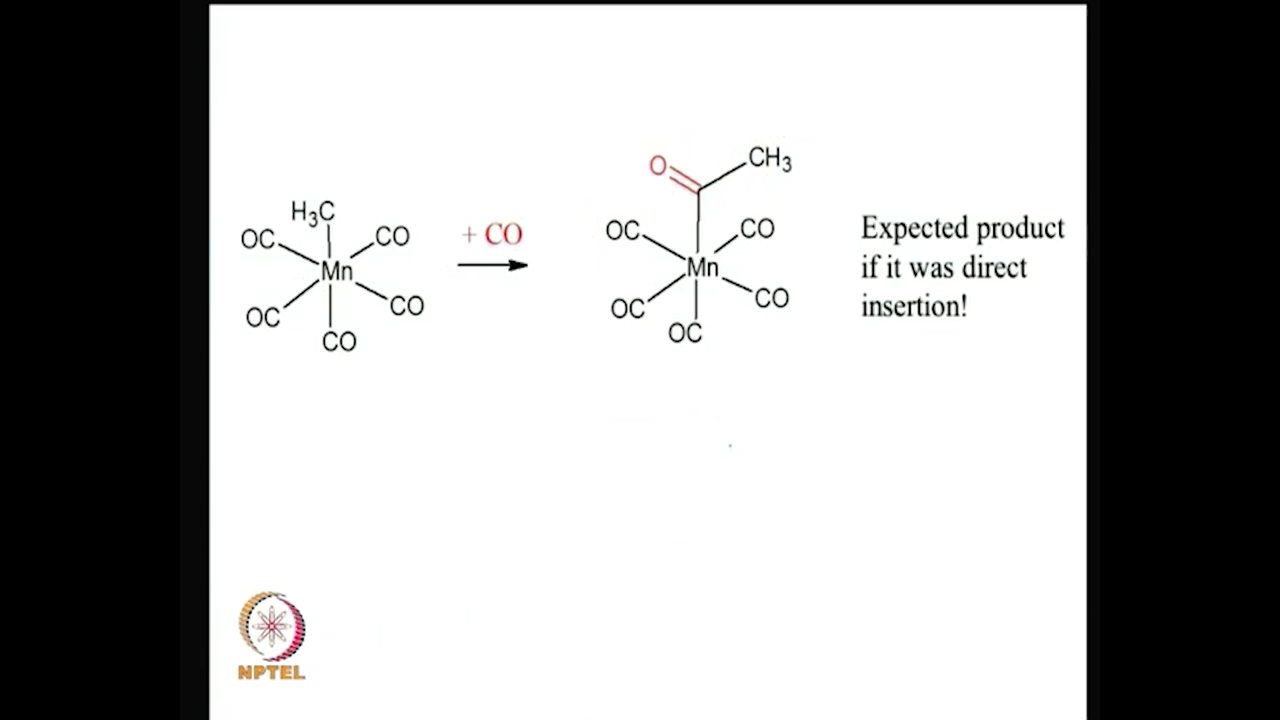 H₃C
OC
CO
Mn
OC
CO
CO
+ CO
O
CH₃
OC
CO
Mn
OC
CO
OC
Expected product
if it was direct
insertion!
NPTEL